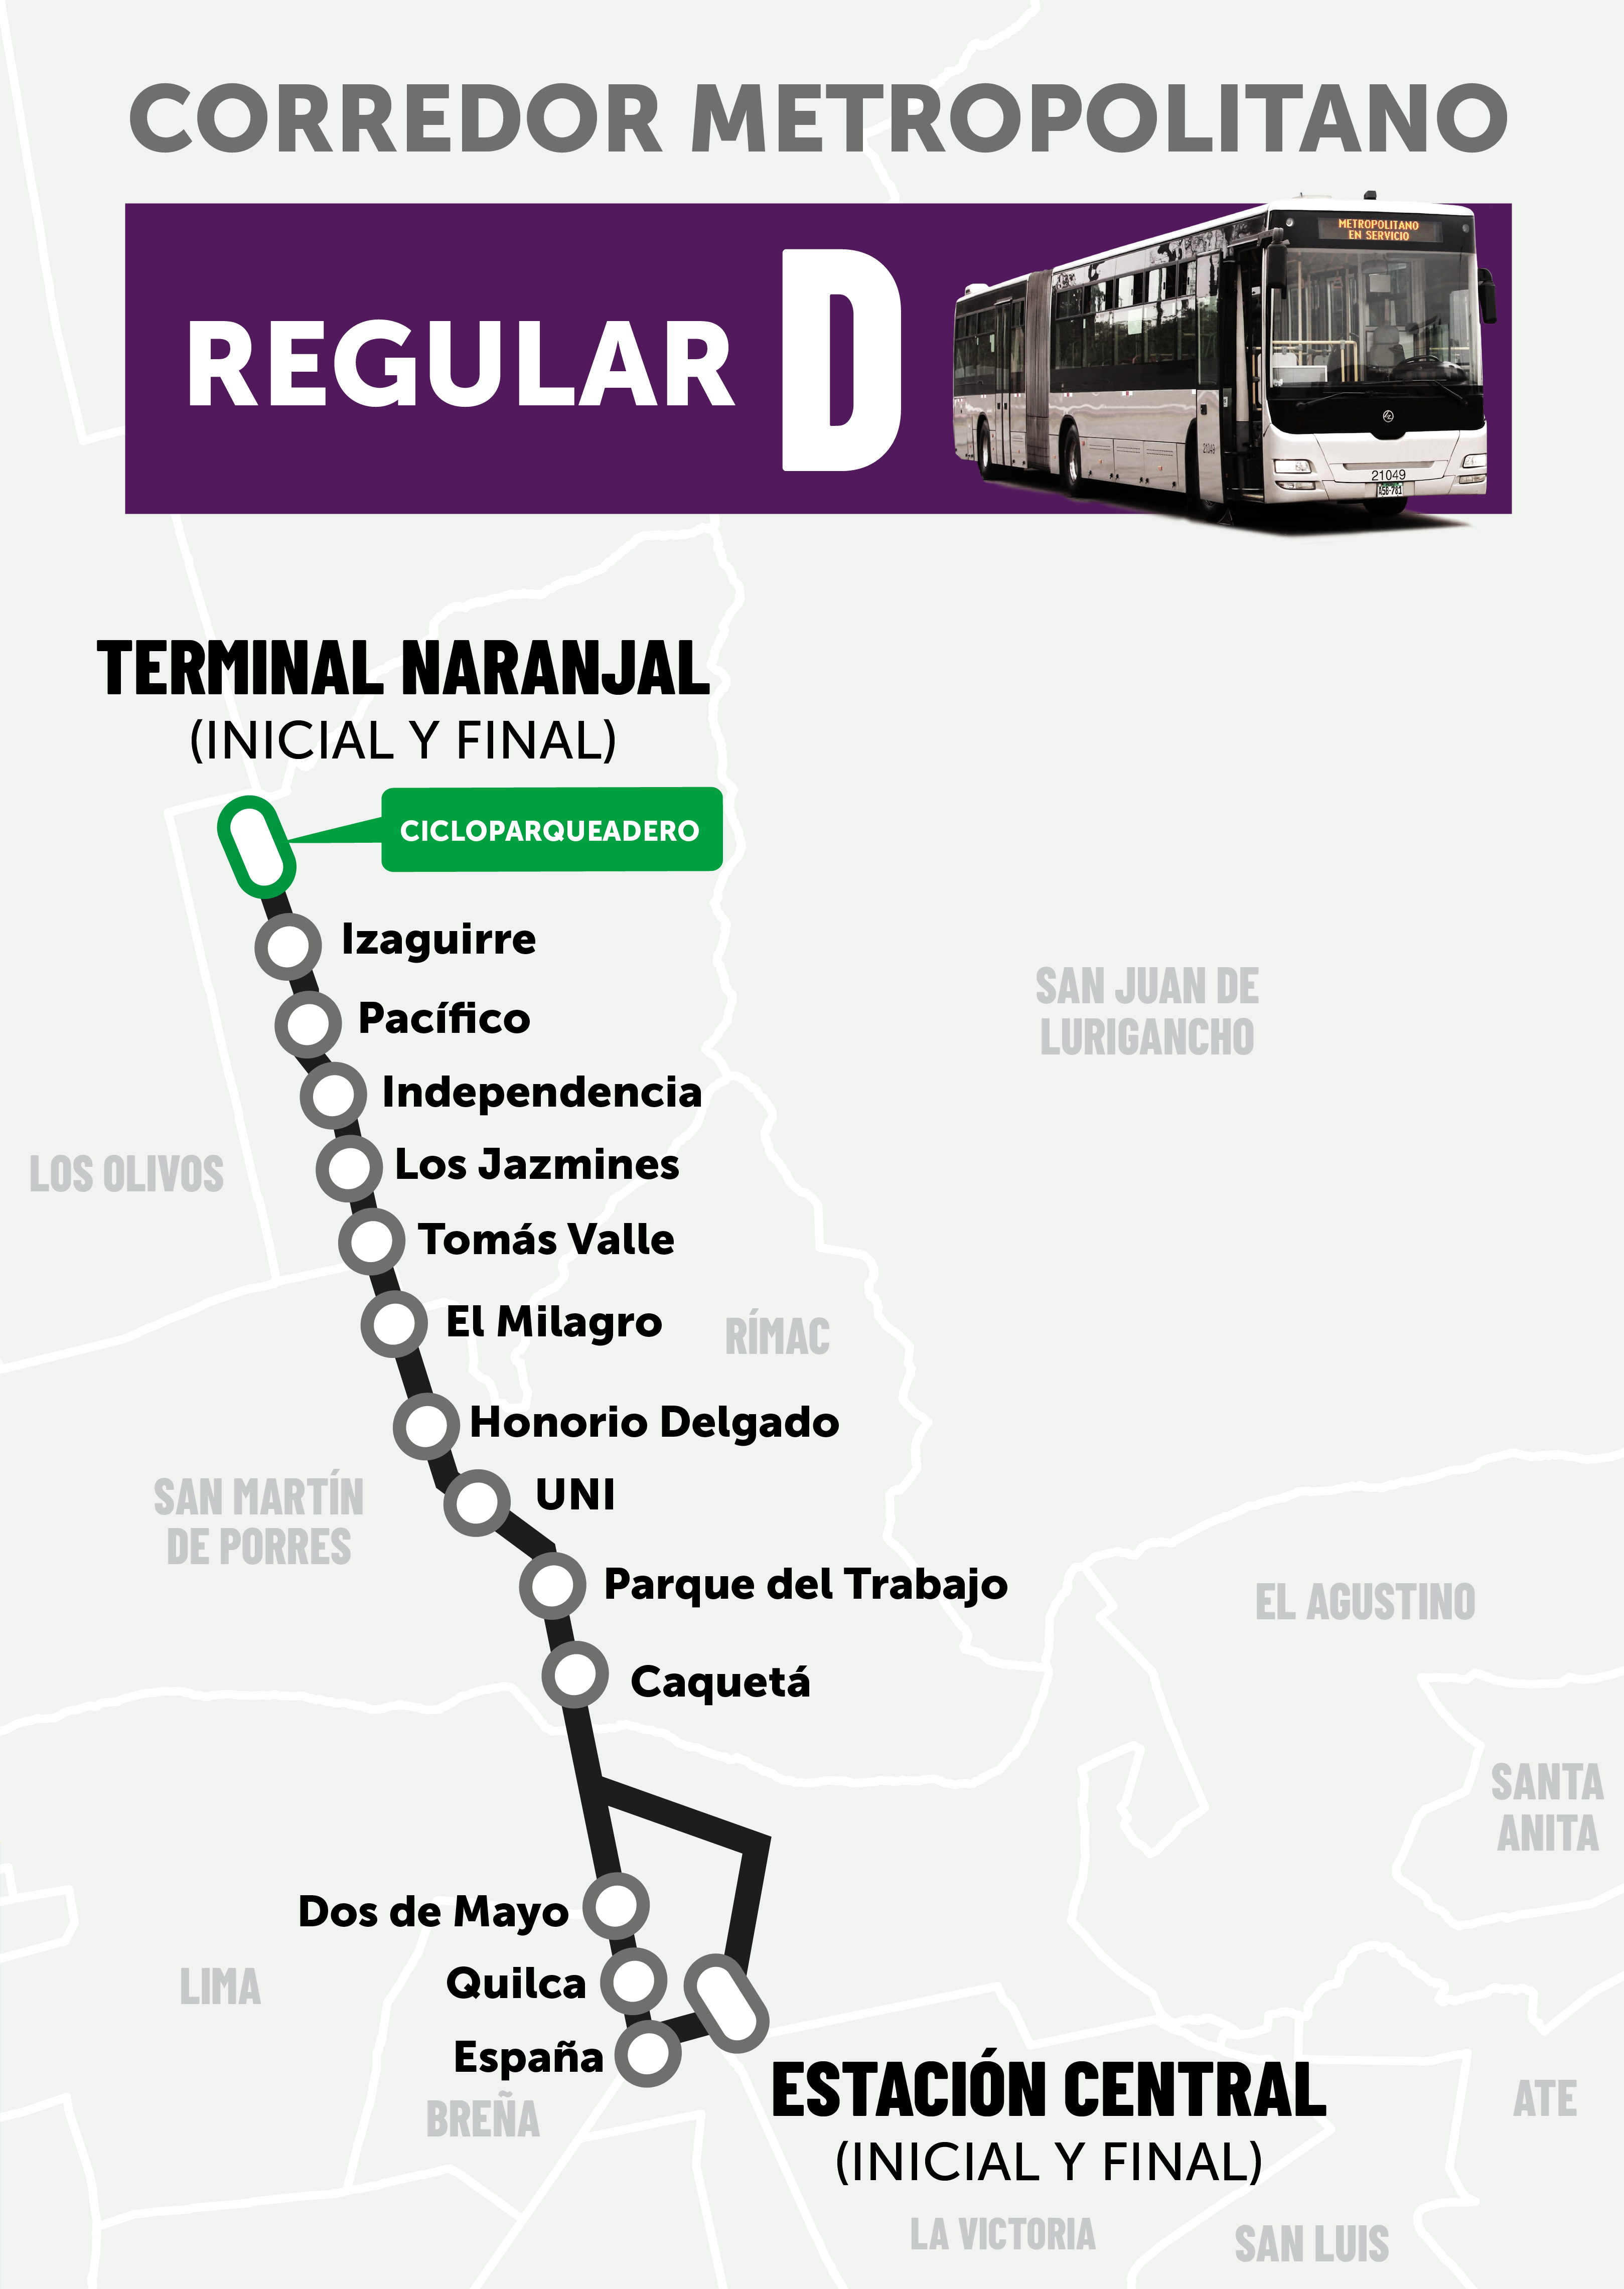 CORREDOR METROPOLITANO
REGULAR D
METROPOLITANO
EN SERVICIO
21049
21049
A5G-781
TERMINAL NARANJAL
(INICIAL Y FINAL)
CICLOPARQUEADERO
Izaguirre
Pacífico
SAN JUAN DE
LURIGANCHO
Independencia
Los Jazmines
LOS OLIVOS
Tomás Valle
El Milagro
RÍMAC
Honorio Delgado
UNI
SAN MARTÍN
DE PORRES
Parque del Trabajo
EL AGUSTINO
Caquetá
SANTA
ANITA
Dos de Mayo
Quilca
LIMA
España
ESTACIÓN CENTRAL
(INICIAL Y FINAL)
BREÑA
ATE
LA VICTORIA
SAN LUIS